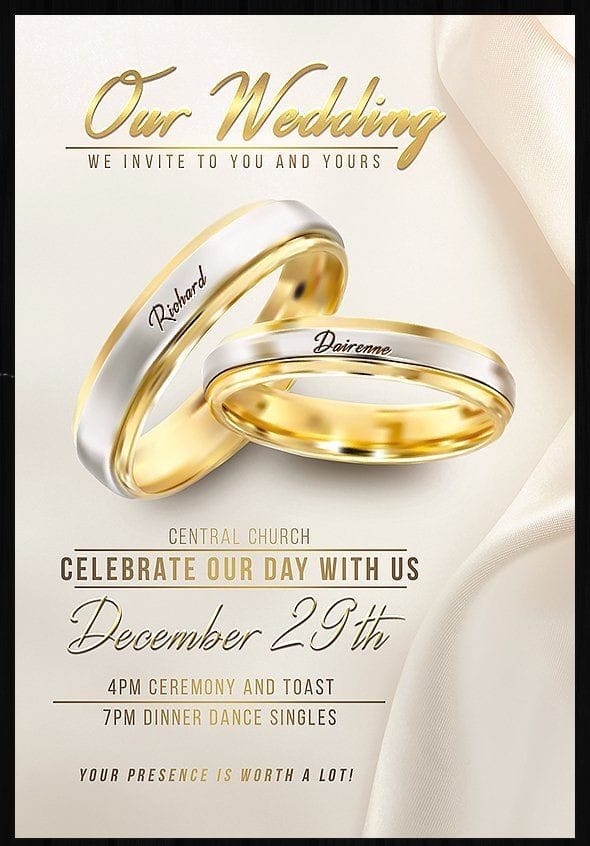 Our Wedding
WE INVITE TO YOU AND YOURS
Richard
Dairenne
CENTRAL CHURCH
CELEBRATE OUR DAY WITH US
December 29th
4PM CEREMONY AND TOAST
7PM DINNER DANCE SINGLES
YOUR PRESENCE IS WORTH A LOT!